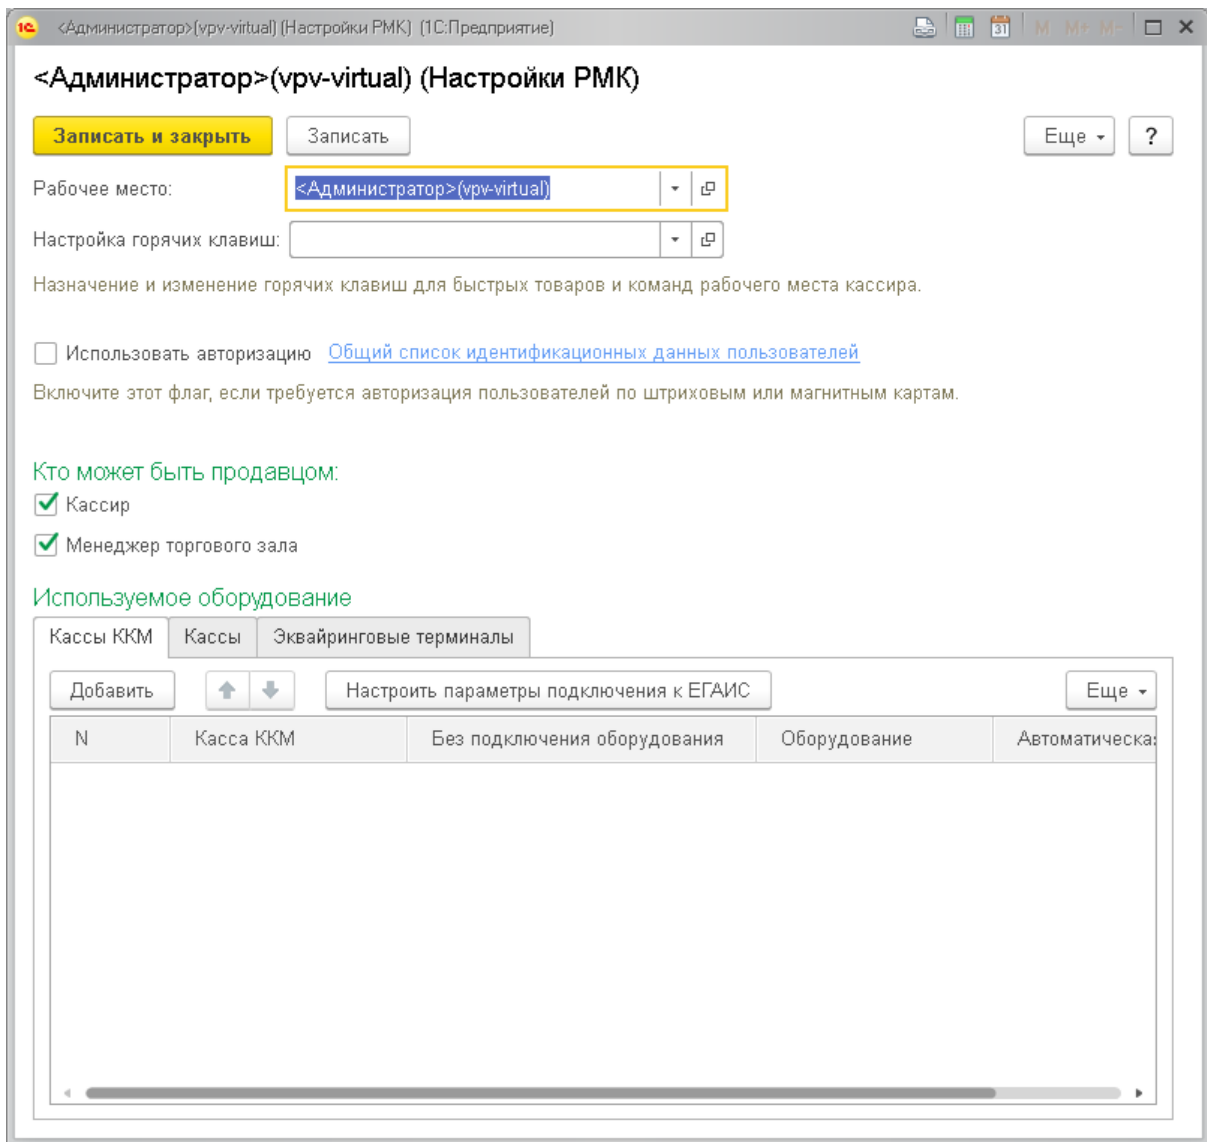 <Администратор>(vpv-virtual) (Настройки РМК) (1С:Предприятие) 31 M M+ M-
<Администратор>(vpv-virtual) (Настройки РМК)
Записать и закрыть Записать Еще ?
Рабочее место: <Администратор>(vpv-virtual)
Настройка горячих клавиш:
Назначение и изменение горячих клавиш для быстрых товаров и команд рабочего места кассира.
Использовать авторизацию Общий список идентификационных данных пользователей
Включите этот флаг, если требуется авторизация пользователей по штриховым или магнитным картам.
Кто может быть продавцом:
Кассир
Менеджер торгового зала
Используемое оборудование
Кассы ККМ Кассы Эквайринговые терминалы
Добавить Настроить параметры подключения к ЕГАИС Еще
N Касса ККМ Без подключения оборудования Оборудование Автоматическа